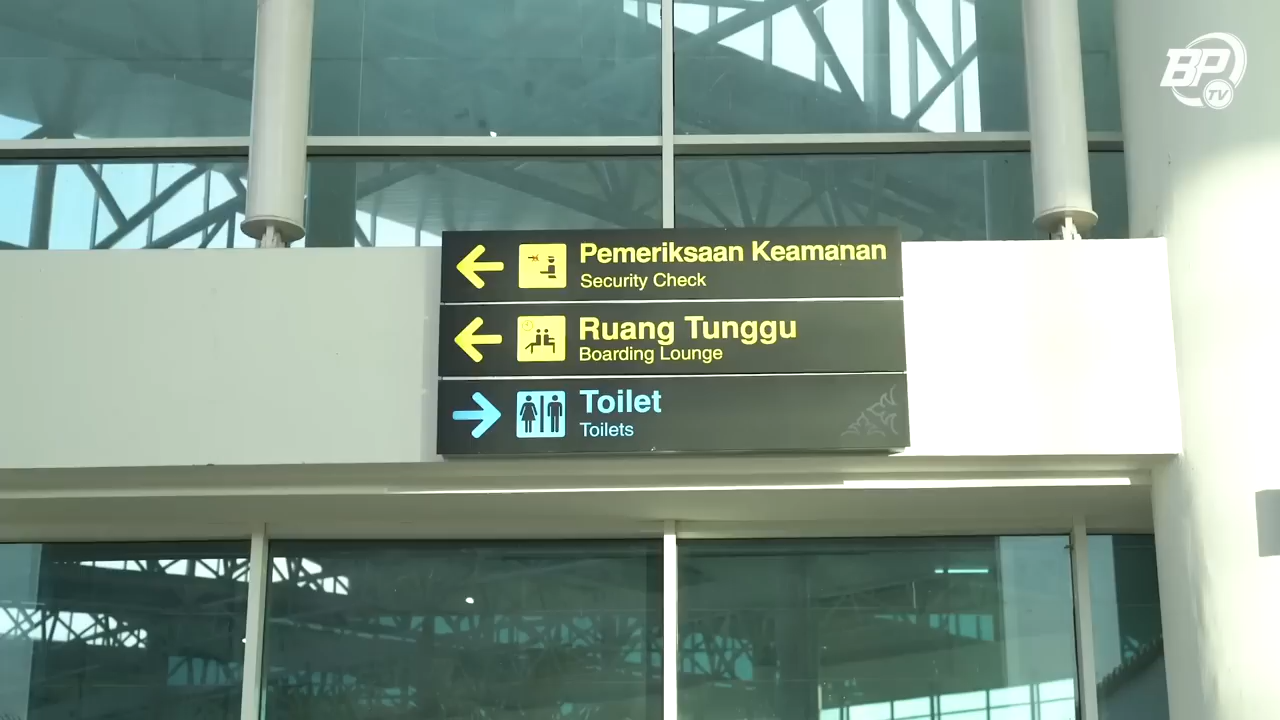 BP
TV
Pemeriksaan Keamanan
Security Check
Ruang Tunggu
Boarding Lounge
Toilet
Toilets